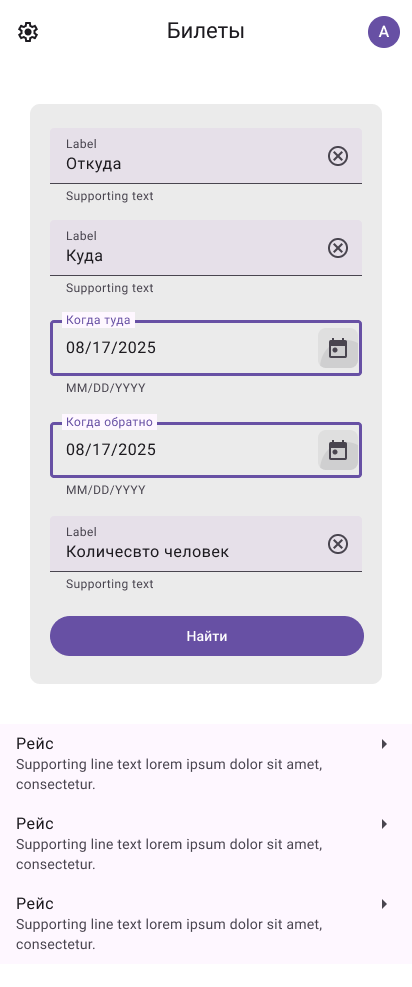 Билеты
A
Label
Откуда
Supporting text
Label
Куда
Supporting text
Когда туда
08/17/2025
MM/DD/YYYY
Когда обратно
08/17/2025
MM/DD/YYYY
Label
Количесвто человек
Supporting text
Найти
Рейс
Supporting line text lorem ipsum dolor sit amet,
consectetur.
Рейс
Supporting line text lorem ipsum dolor sit amet,
consectetur.
Рейс
Supporting line text lorem ipsum dolor sit amet,
consectetur.